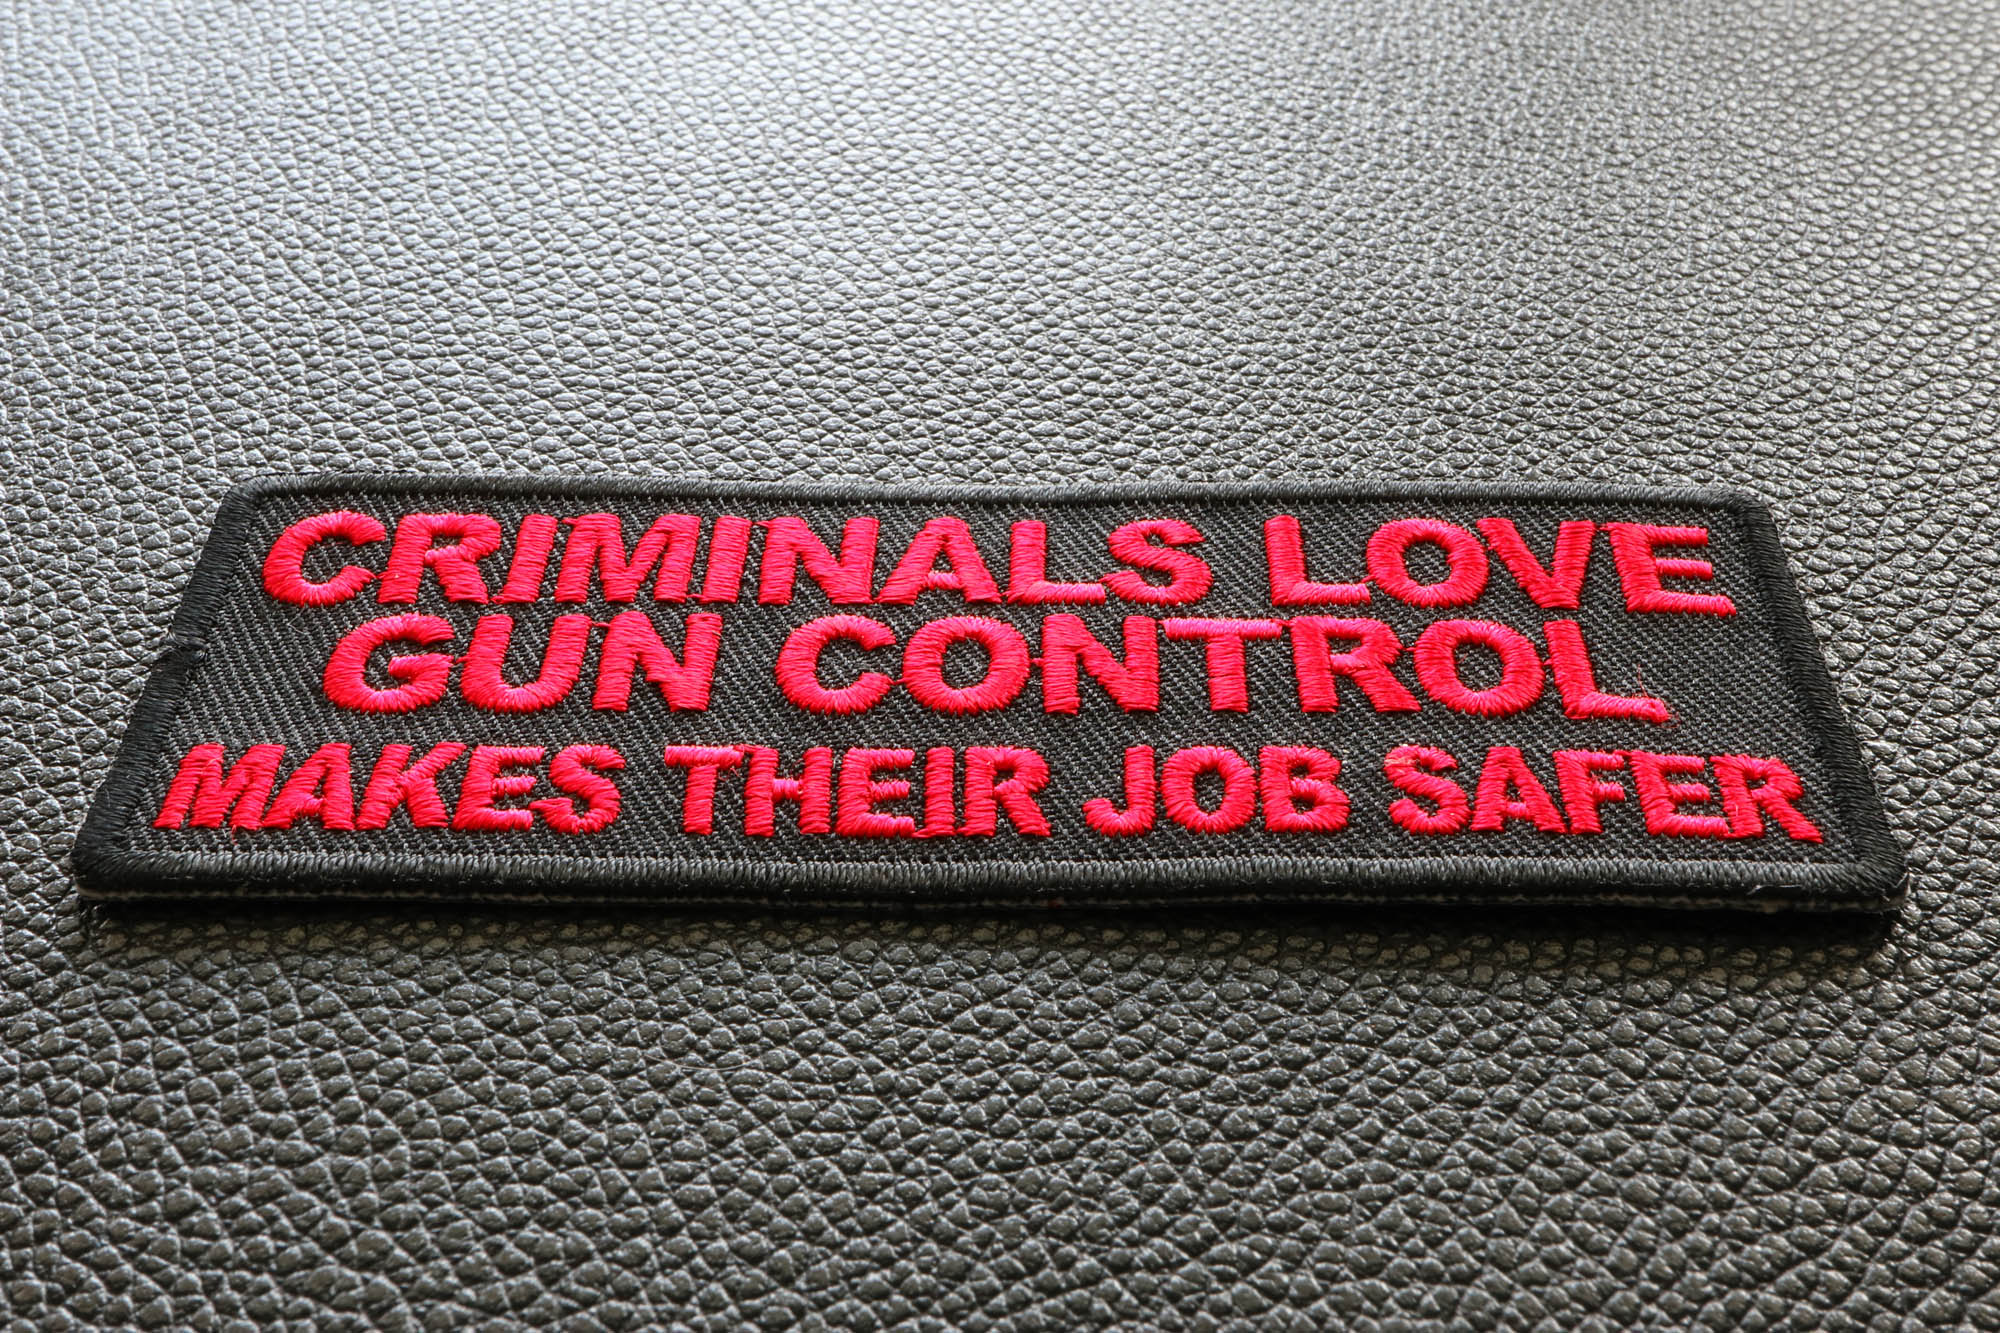 CRIMINALS LOVE
GUN CONTROL
MAKES THEIR JOB SAFER